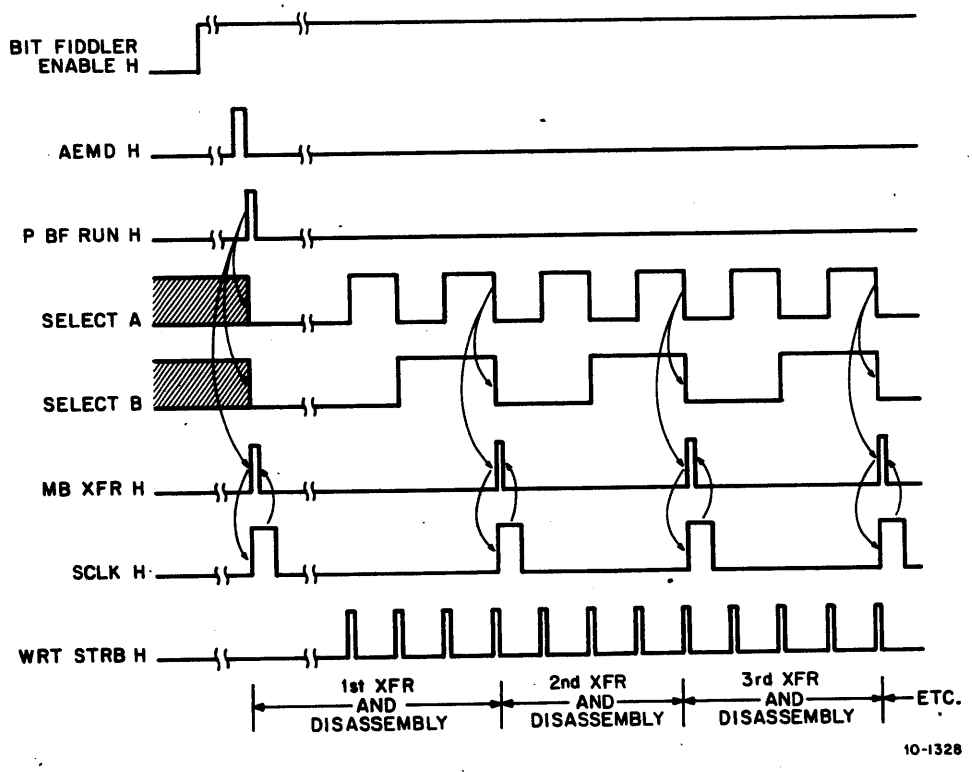 BIT FIDDLER
ENABLE H
AEMD H
P BF RUN H
SELECT A
SELECT B
MB XFR H
SCLK H
WRT STRB H
1st XFR
AND
DISASSEMBLY
2nd XFR
AND
DISASSEMBLY
3rd XFR
AND
DISASSEMBLY
ETC.
10-1328